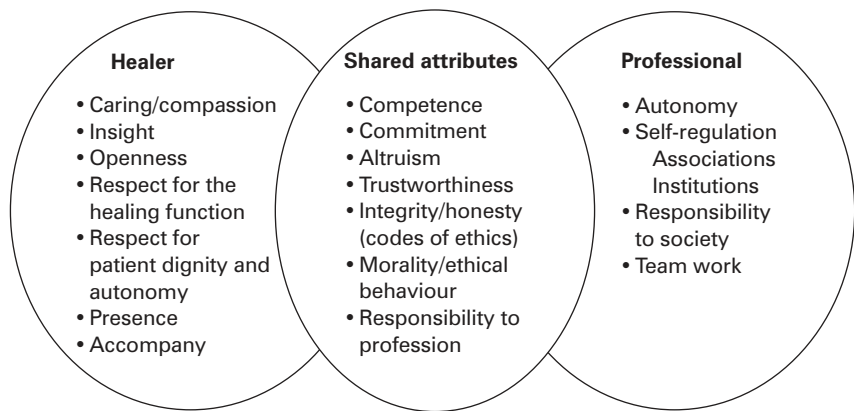 Healer
• Caring/compassion
• Insight
• Openness
• Respect for the
healing function
• Respect for
patient dignity and
autonomy
• Presence
• Accompany
Shared attributes
• Competence
• Commitment
• Altruism
• Trustworthiness
• Integrity/honesty
(codes of ethics)
• Morality/ethical
behaviour
• Responsibility to
profession
Professional
• Autonomy
• Self-regulation
Associations
Institutions
• Responsibility
to society
• Team work